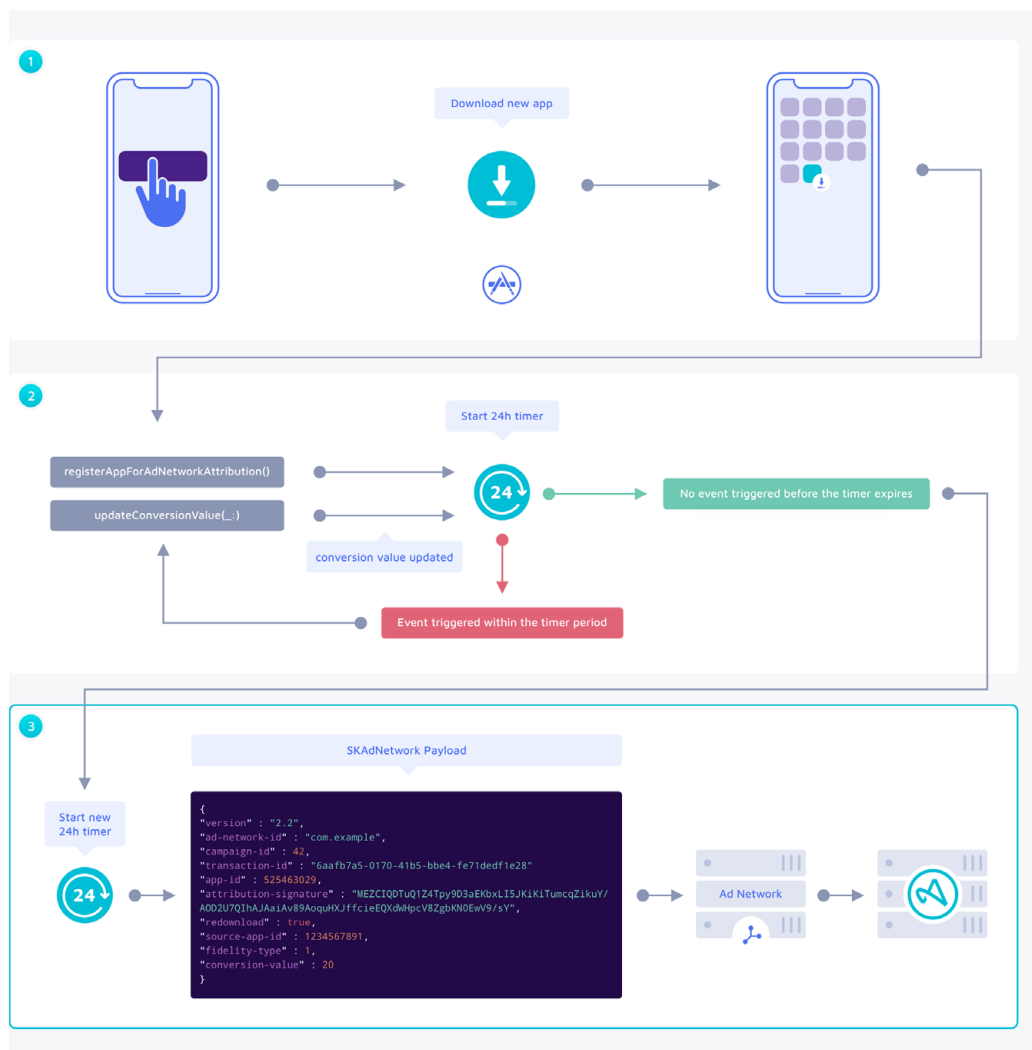 1
Download new app
2
Start 24h timer
registerAppForAdNetworkAttribution()
24
No event triggered before the timer expires
updateConversionValue(_:)
conversion value updated
Event triggered within the timer period
3
SKAdNetwork Payload
Start new
24h timer
24
{
"version" : "2.2",
"ad-network-id" : "com.example",
"campaign-id" : 42,
"transaction-id" : "6aafb7a5-0170-41b5-bbe4-fe71dedf1e28"
"app-id" : 525463029,
"attribution-signature" : "MEZCIQDTuQ1Z4Tpy9D3aEKbxLI5JKiKiTumcqZikuY/
AOD2U7QIhAJAaiAv89AoquHXJffcieEQXdWHpcV8ZgbKN0EwV9/sY",
"redownload" : true,
"source-app-id" : 1234567891,
"fidelity-type" : 1,
"conversion-value" : 20
}
Ad Network